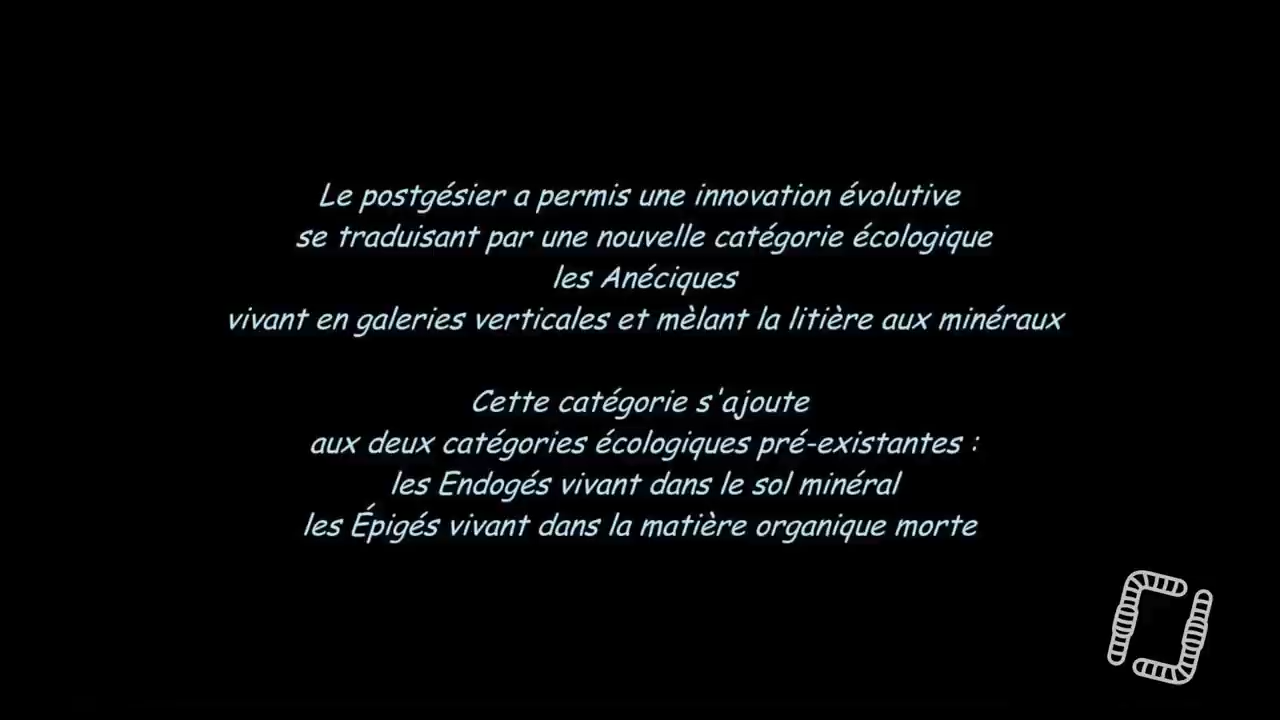 Le postgésier a permis une innovation évolutive
se traduisant par une nouvelle catégorie écologique
les Anéciques
vivant en galeries verticales et mèlant la litière aux minéraux
Cette catégorie s'ajoute
aux deux catégories écologiques pré-existantes :
les Endogés vivant dans le sol minéral
les Épigés vivant dans la matière organique morte